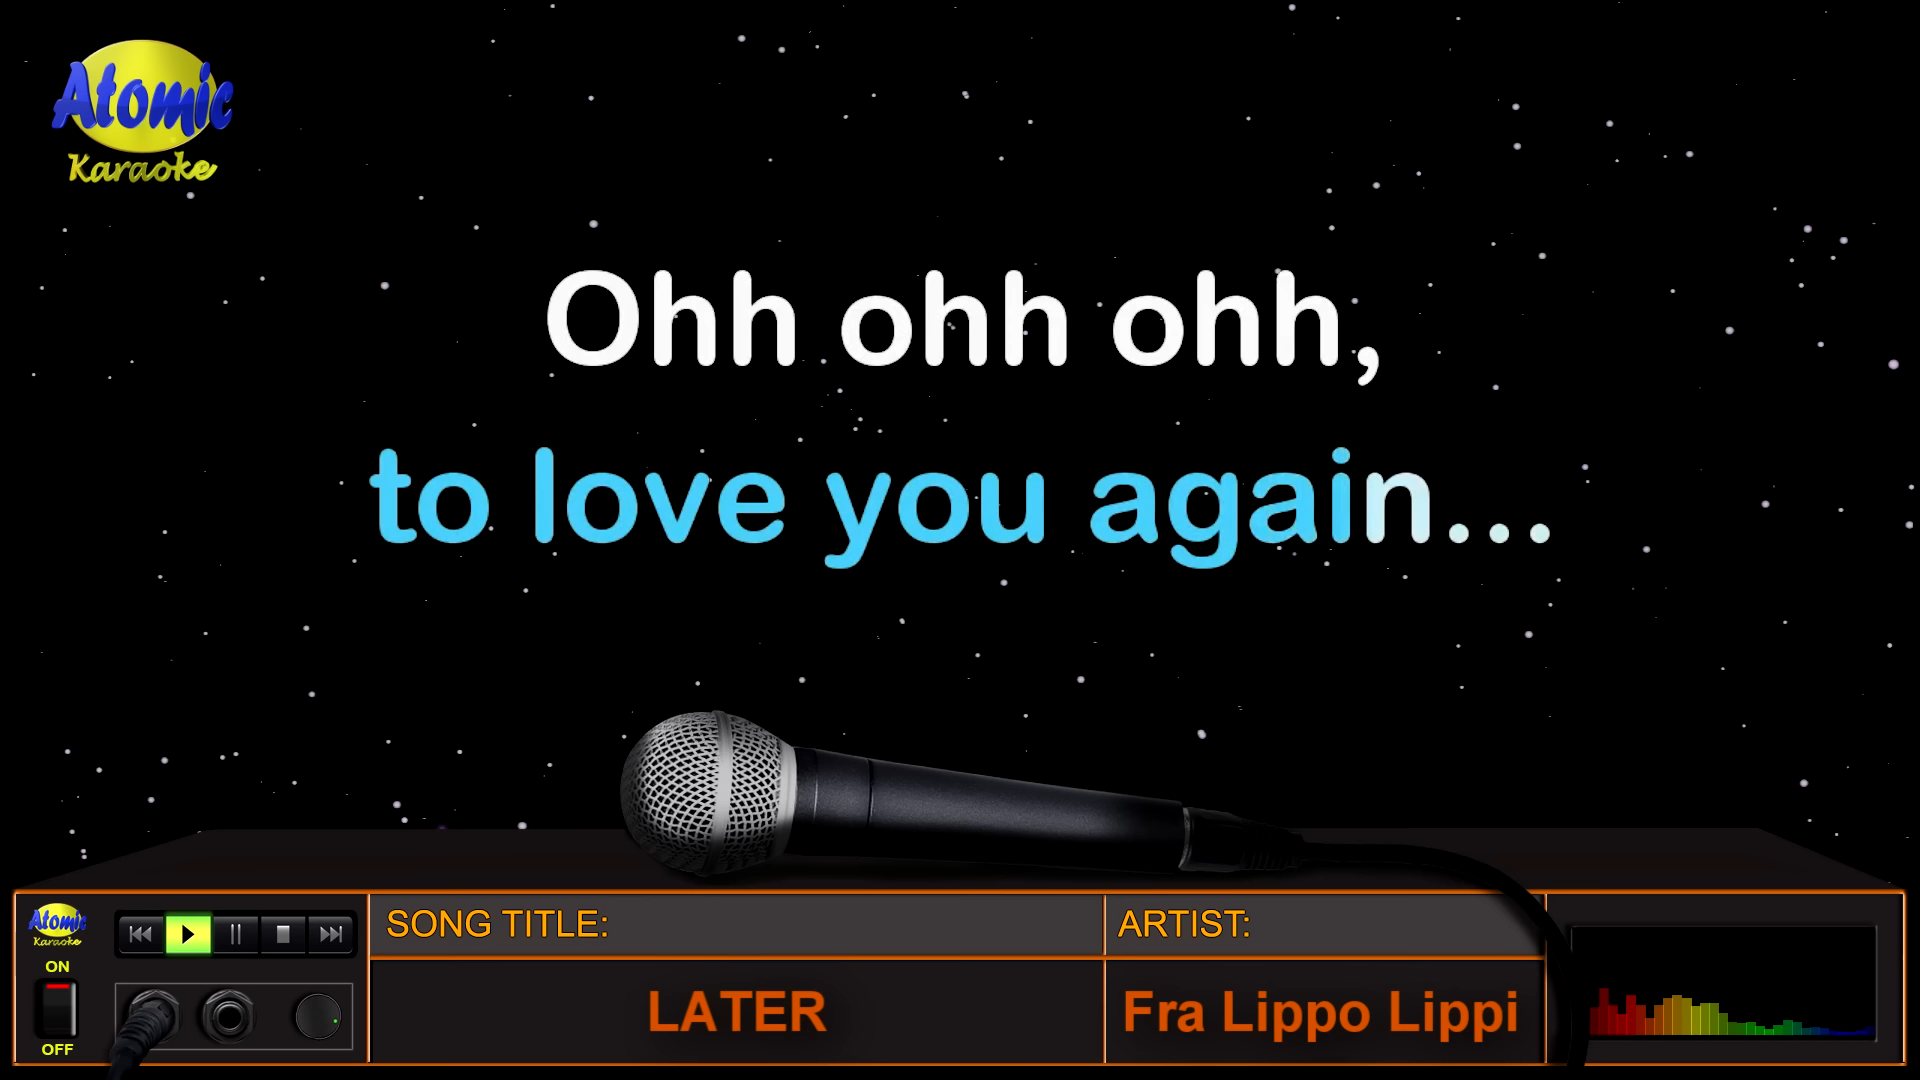 Atomic
Karaoke
Ohh ohh ohh,
to love you again...
Atomic
Karaoke
ON
OFF
SONG TITLE:
LATER
ARTIST:
Fra Lippo Lippi